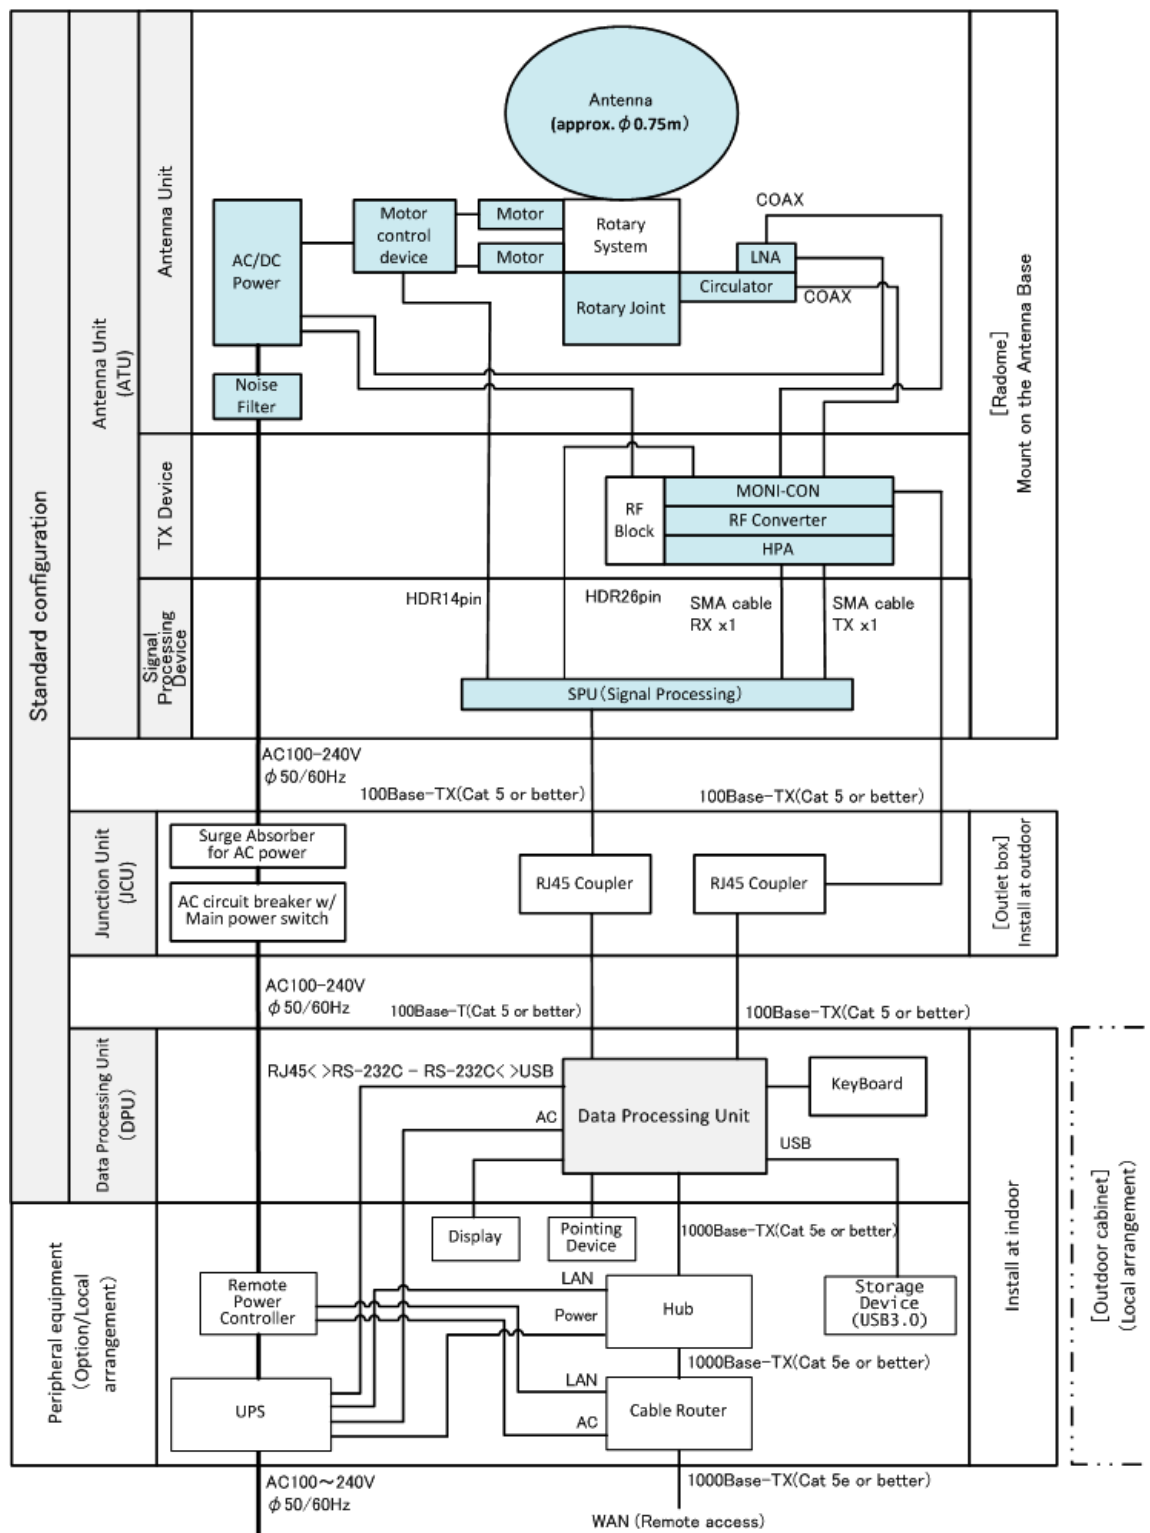 Antenna
(approx. ϕ0.75m)
Antenna Unit
COAX
Motor
control
device
Motor
Motor
Rotary
System
AC/DC
Power
LNA
Circulator
COAX
Rotary Joint
Noise
Filter
Antenna Unit
(ATU)
[Radome]
Mount on the Antenna Base
TX Device
RF
Block
MONI-CON
RF Converter
HPA
Standard configuration
Signal
Processing
Device
HDR14pin
HDR26pin
SMA cable
RX x1
SMA cable
TX x1
SPU(Signal Processing)
AC100-240V
ϕ50/60Hz
100Base-TX(Cat 5 or better)
100Base-TX(Cat 5 or better)
Junction Unit
(JCU)
Surge Absorber
for AC power
AC circuit breaker w/
Main power switch
RJ45 Coupler
RJ45 Coupler
[Outlet box]
Install at outdoor
AC100-240V
ϕ50/60Hz
100Base-T(Cat 5 or better)
100Base-TX(Cat 5 or better)
Data Processing Unit
(DPU)
RJ45< >RS-232C - RS-232C< >USB
AC
Data Processing Unit
KeyBoard
USB
Display
Pointing
Device
1000Base-TX(Cat 5e or better)
Peripheral equipment
(Option/Local
arrangement)
Remote
Power
Controller
LAN
Power
Hub
Storage
Device
(USB3.0)
1000Base-TX(Cat 5e or better)
UPS
LAN
AC
Cable Router
Install at indoor
[Outdoor cabinet]
(Local arrangement)
AC100~240V
ϕ50/60Hz
1000Base-TX(Cat 5e or better)
WAN (Remote access)